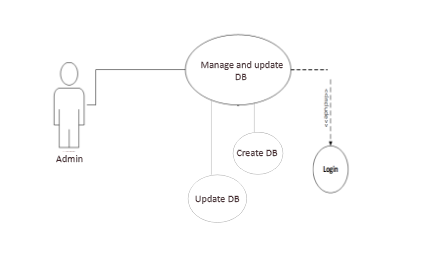 Manage and update
DB
Admin
Create DB
Login
Update DB